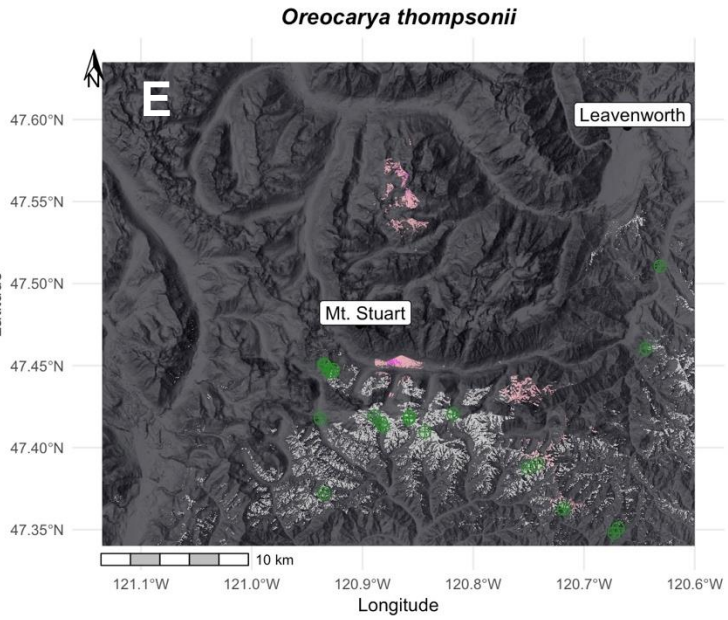 Oreocarya thompsonii
E
Leavenworth
Mt. Stuart
47.60°N
47.55°N
47.50°N
47.45°N
47.40°N
47.35°N
10 km
121.1°W
121.0°W
120.9°W
120.8°W
120.7°W
120.6°W
Longitude